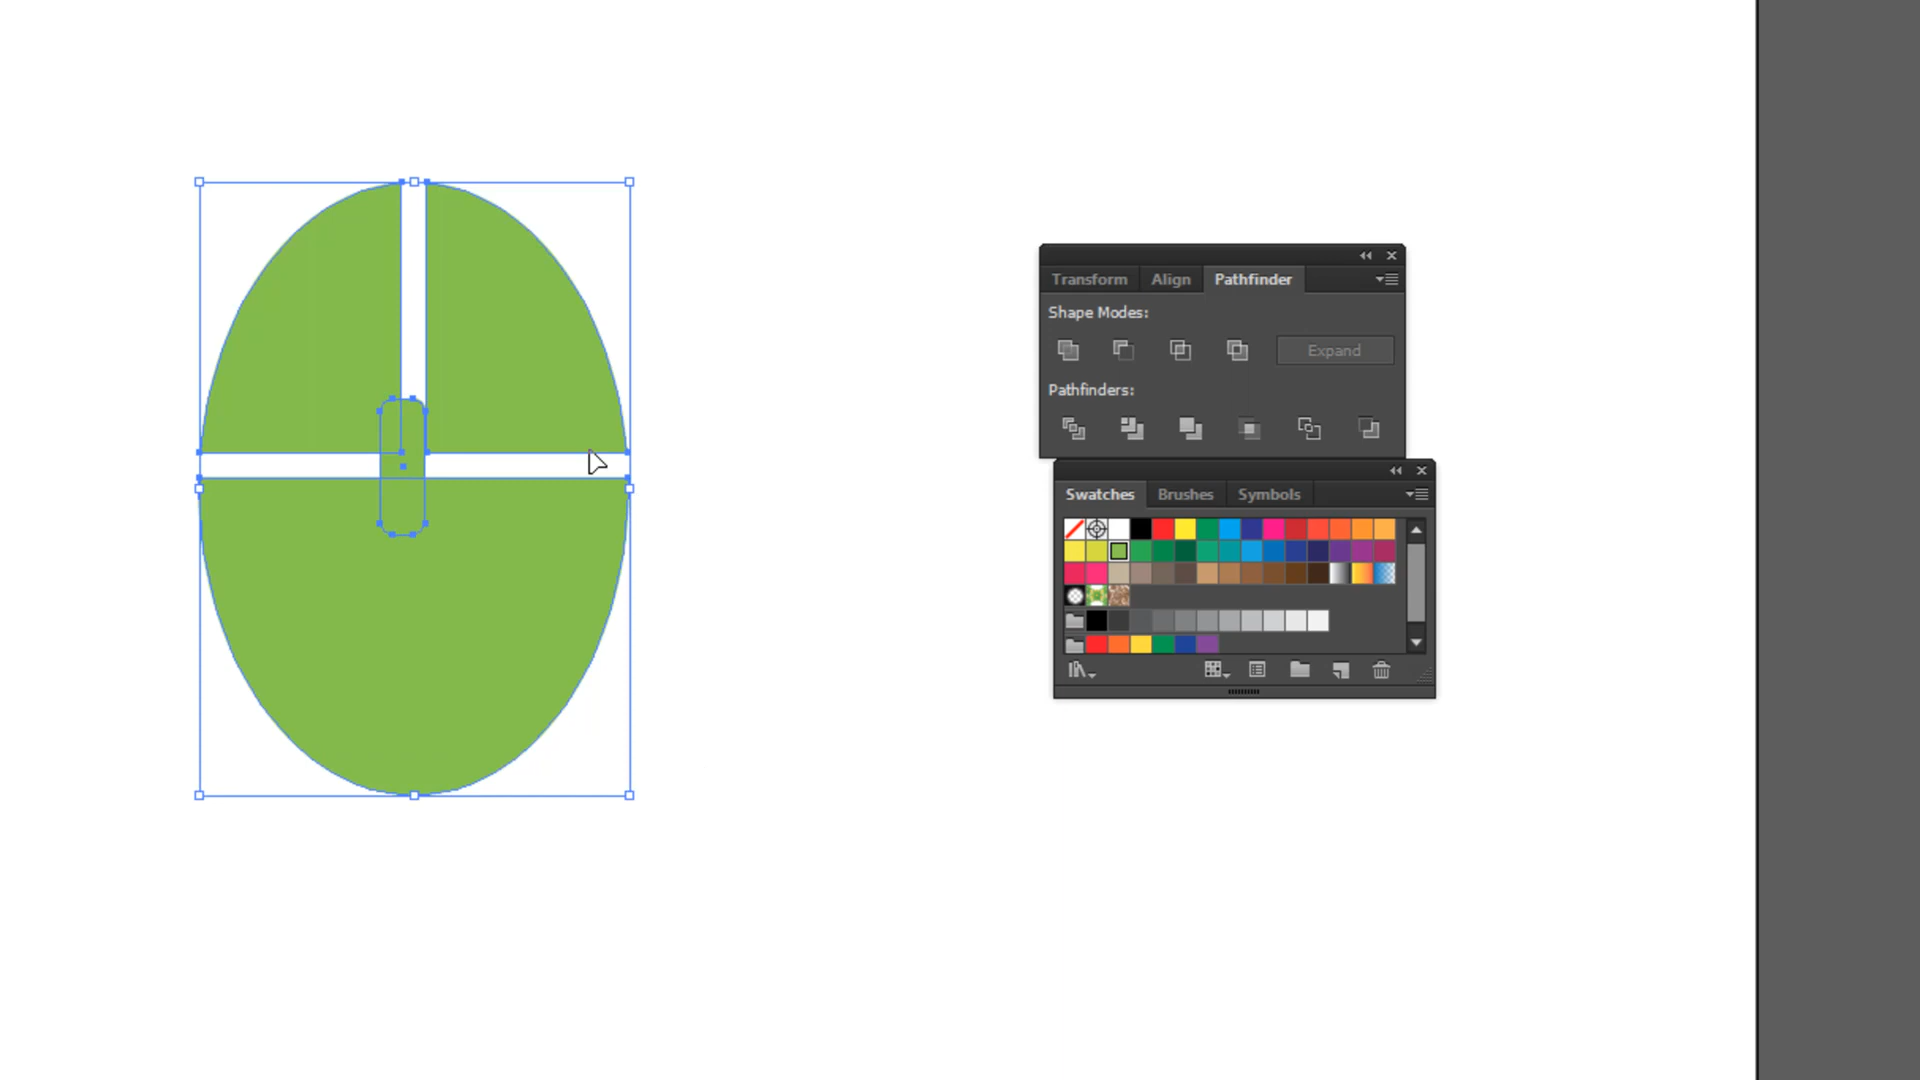 Transform Align Pathfinder
Shape Modes:
Expand
Pathfinders:
Swatches Brushes Symbols